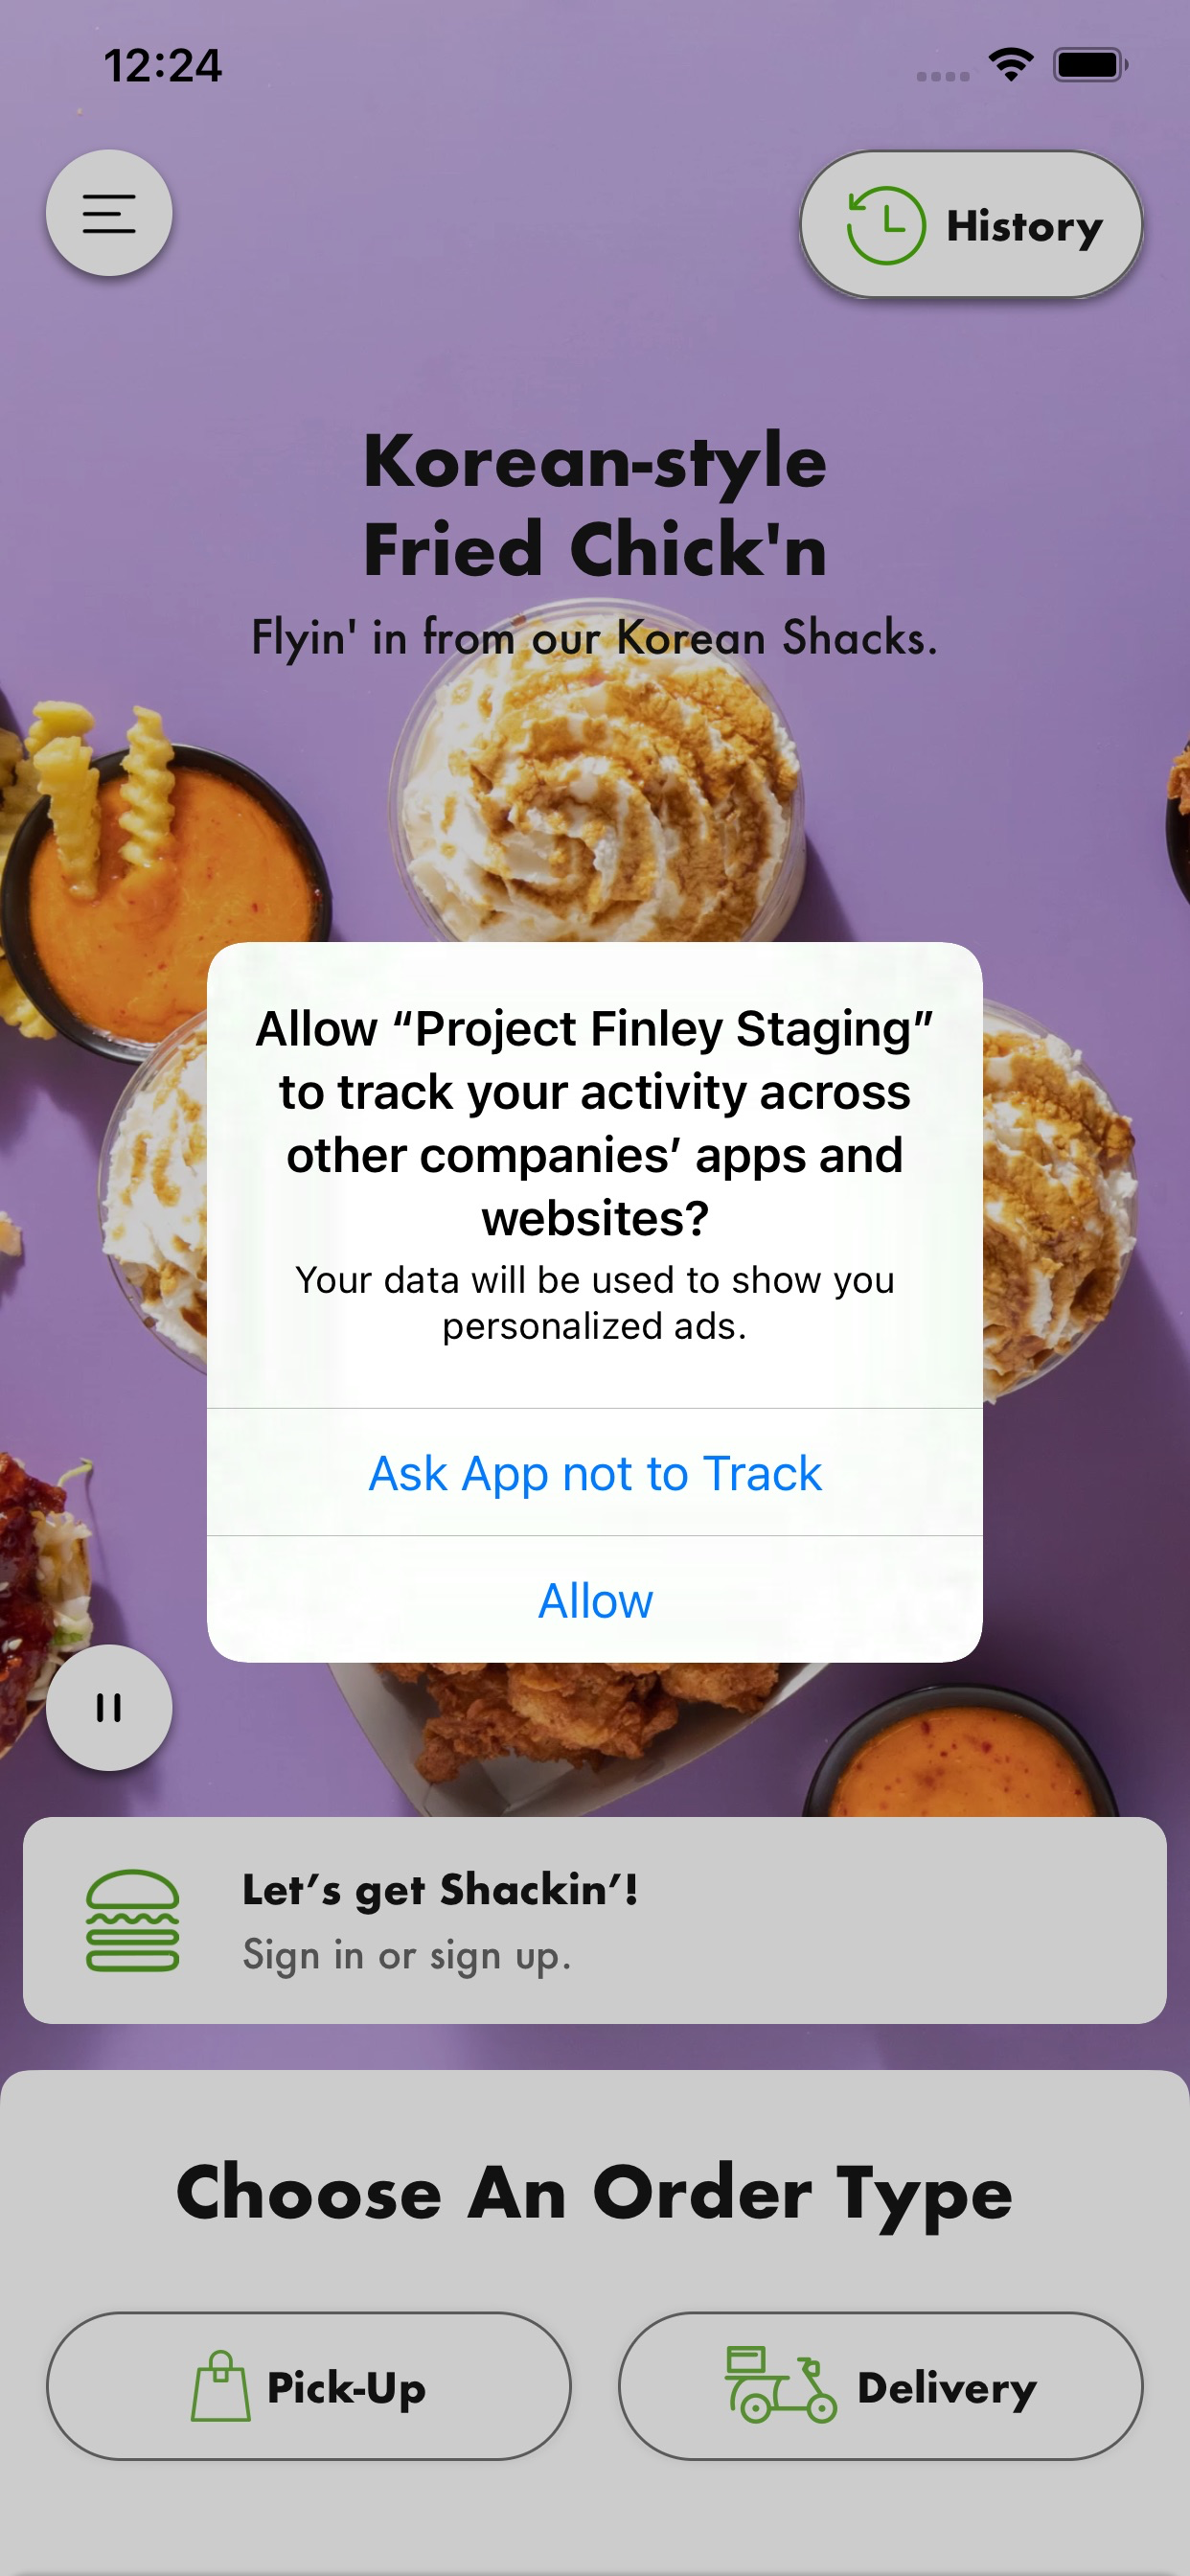 12:24
History
Korean-style
Fried Chick'n
Flyin' in from our Korean Shacks.
Allow “Project Finley Staging”
to track your activity across
other companies’ apps and
websites?
Your data will be used to show you
personalized ads.
Ask App not to Track
Allow
Let’s get Shackin’!
Sign in or sign up.
Choose An Order Type
Pick-Up
Delivery